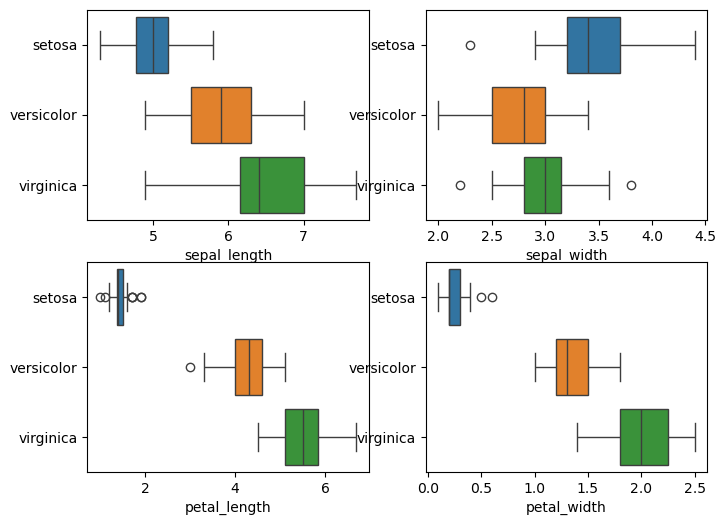 setosa
versicolor
virginica
5 6 7
sepal_length
setosa
versicolor
virginica
2.0 2.5 3.0 3.5 4.0 4.5
sepal_width
setosa
versicolor
virginica
2 4 6
petal_length
setosa
versicolor
virginica
0.0 0.5 1.0 1.5 2.0 2.5
petal_width